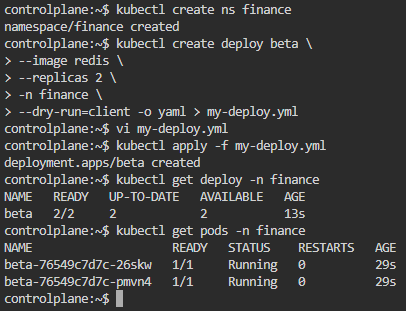 controlplane:~$ kubectl create ns finance
namespace/finance created
controlplane:~$ kubectl create deploy beta \
> --image redis \
> --replicas 2 \
> -n finance \
> --dry-run=client -o yaml > my-deploy.yml
controlplane:~$ vi my-deploy.yml
controlplane:~$ kubectl apply -f my-deploy.yml
deployment.apps/beta created
controlplane:~$ kubectl get deploy -n finance
NAME   READY   UP-TO-DATE   AVAILABLE   AGE
beta   2/2     2            2           13s
controlplane:~$ kubectl get pods -n finance
NAME                    READY   STATUS    RESTARTS   AGE
beta-76549c7d7c-26skw   1/1     Running   0          29s
beta-76549c7d7c-pmvn4   1/1     Running   0          29s
controlplane:~$